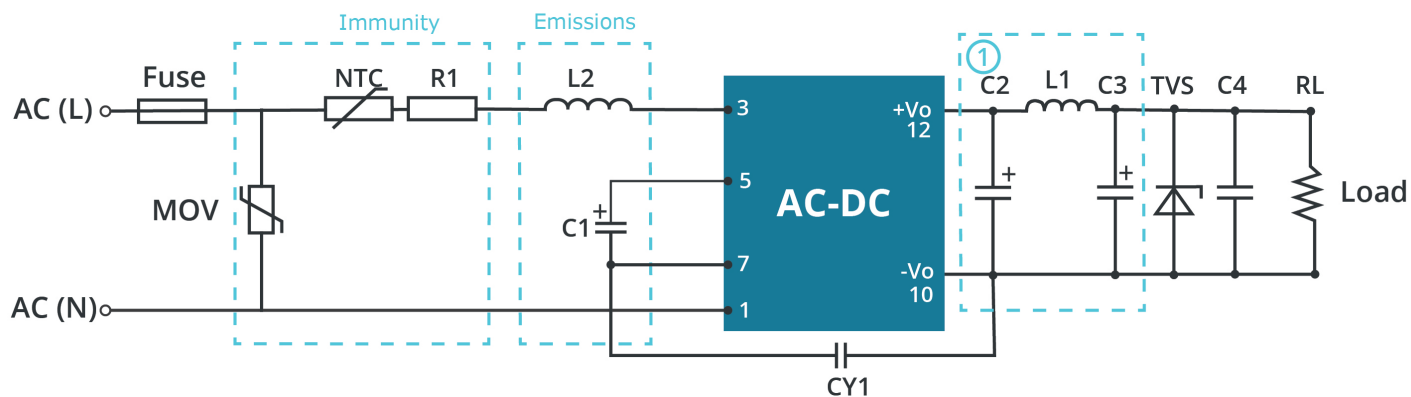 Immunity
Emissions
1
Fuse
NTC
R1
L2
C2
L1
C3
TVS
C4
RL
AC (L)
3
+Vo
12
+
+
5
MOV
+
C1
AC-DC
Load
7
-Vo
10
AC (N)
1
CY1